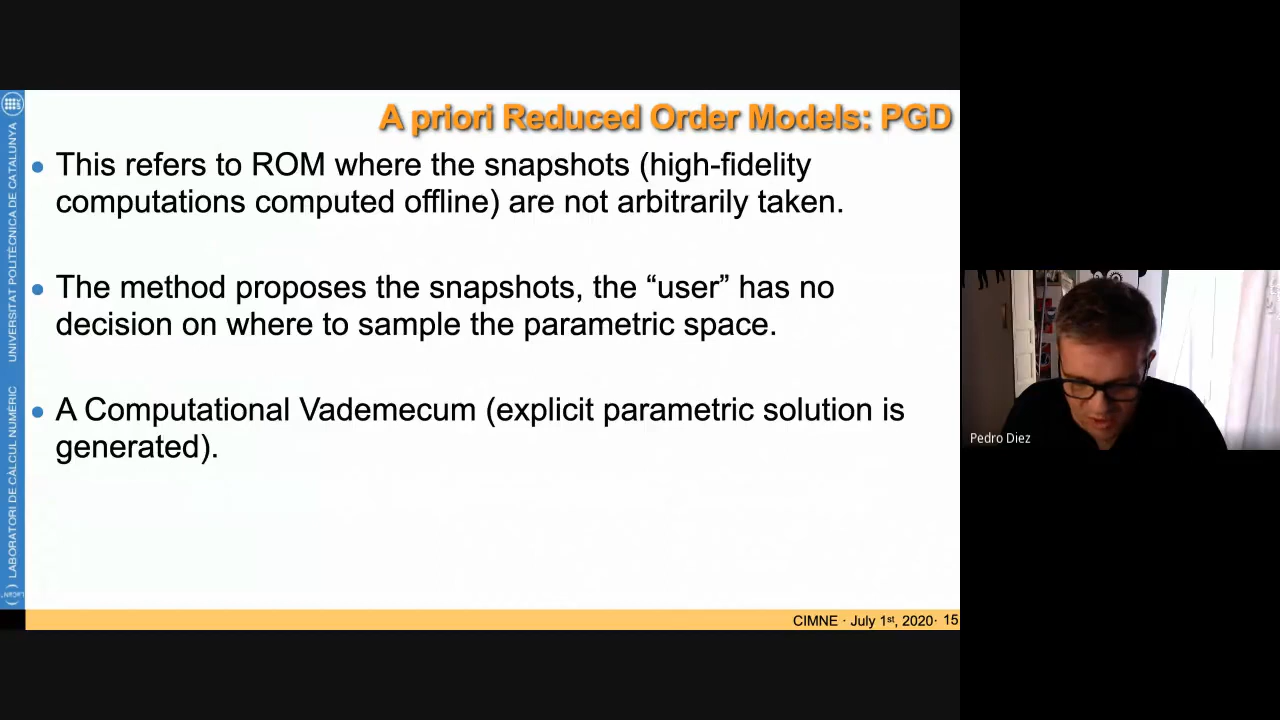 A priori Reduced Order Models: PGD
• This refers to ROM where the snapshots (high-fidelity
computations computed offline) are not arbitrarily taken.
• The method proposes the snapshots, the “user” has no
decision on where to sample the parametric space.
• A Computational Vademecum (explicit parametric solution is
generated).
LABORATORI DE CÀLCUL NUMÈRIC
UNIVERSITAT POLITÈCNICA DE CATALUNYA
CIMNE · July 1st, 2020· 15
Pedro Diez